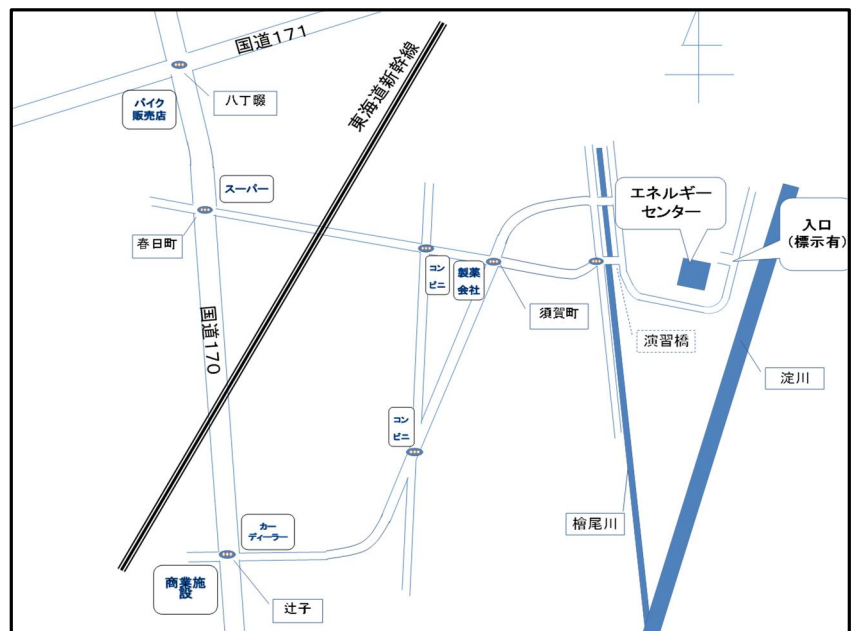 国道171
八丁畷
バイク
販売店
東海道新幹線
スーパー
春日町
エネルギー
センター
入口
（標示有）
コン
ビニ
製薬
会社
須賀町
演習橋
国道170
淀川
コン
ビニ
檜尾川
カー
ディーラー
商業施
設
辻子